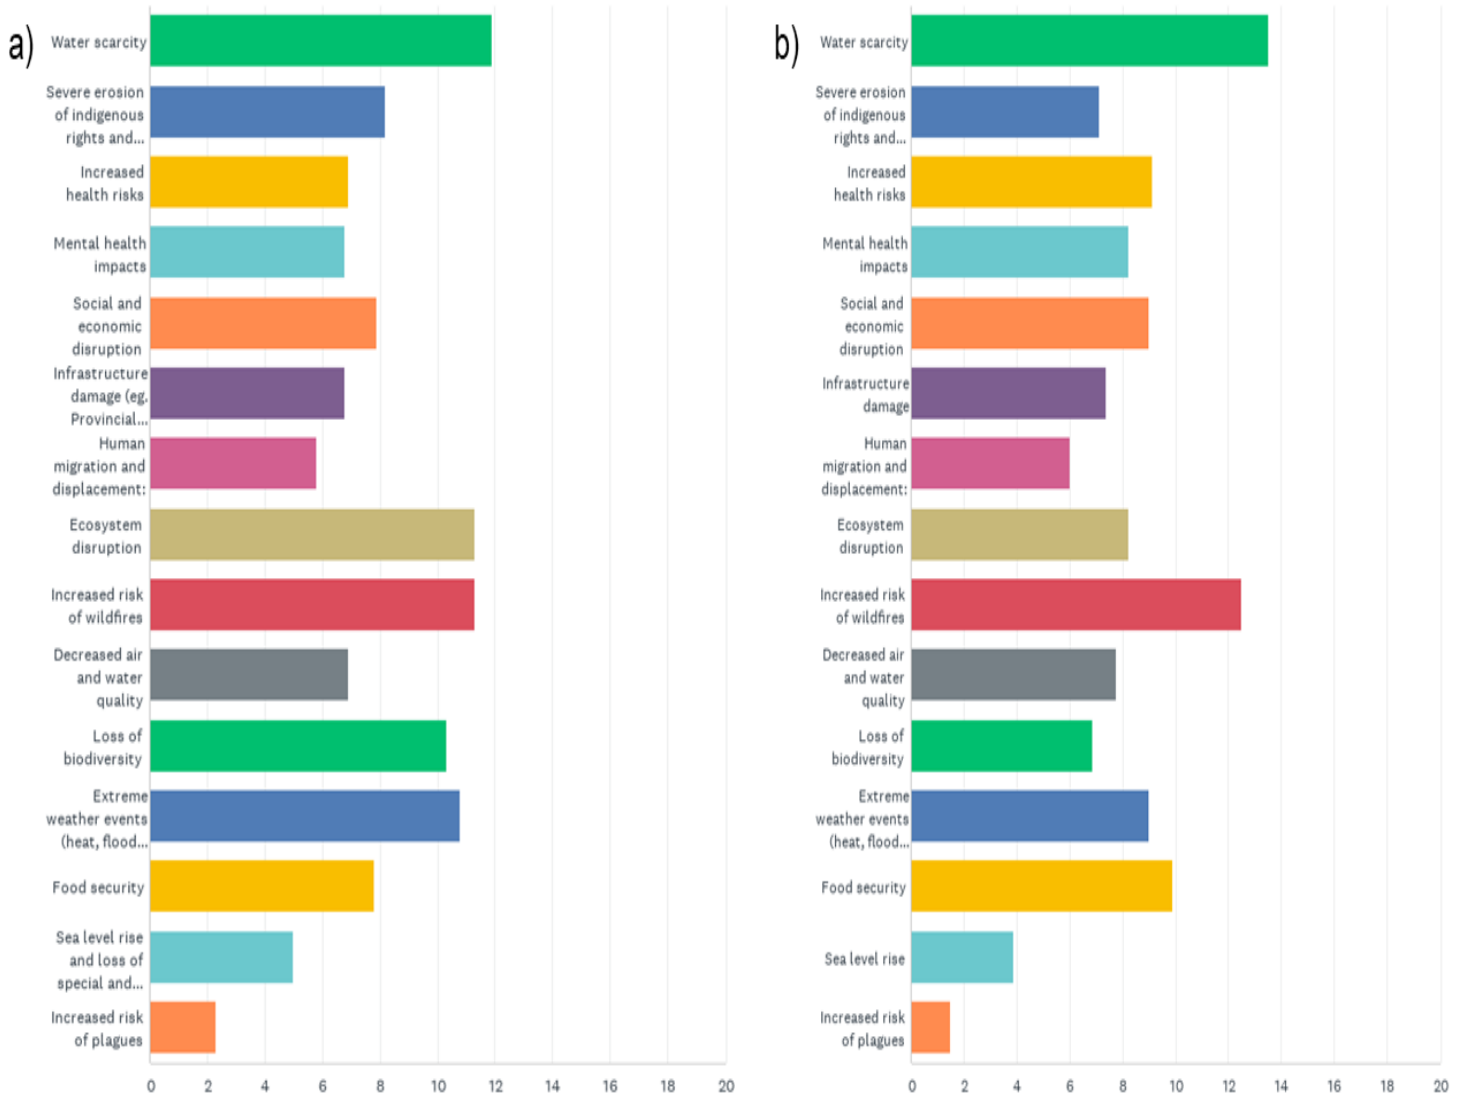 a)
Water scarcity
Severe erosion
of indigenous
rights and...
Increased
health risks
Mental health
impacts
Social and
economic
disruption
Infrastructure
damage (eg.
Provincial...
Human
migration and
displacement:
Ecosystem
disruption
Increased risk
of wildfires
Decreased air
and water
quality
Loss of
biodiversity
Extreme
weather events
(heat, flood...
Food security
Sea level rise
and loss of
special and...
Increased risk
of plagues
0 2 4 6 8 10 12 14 16 18 20
b)
Water scarcity
Severe erosion
of indigenous
rights and...
Increased
health risks
Mental health
impacts
Social and
economic
disruption
Infrastructure
damage
Human
migration and
displacement:
Ecosystem
disruption
Increased risk
of wildfires
Decreased air
and water
quality
Loss of
biodiversity
Extreme
weather events
(heat, flood...
Food security
Sea level rise
Increased risk
of plagues
0 2 4 6 8 10 12 14 16 18 20